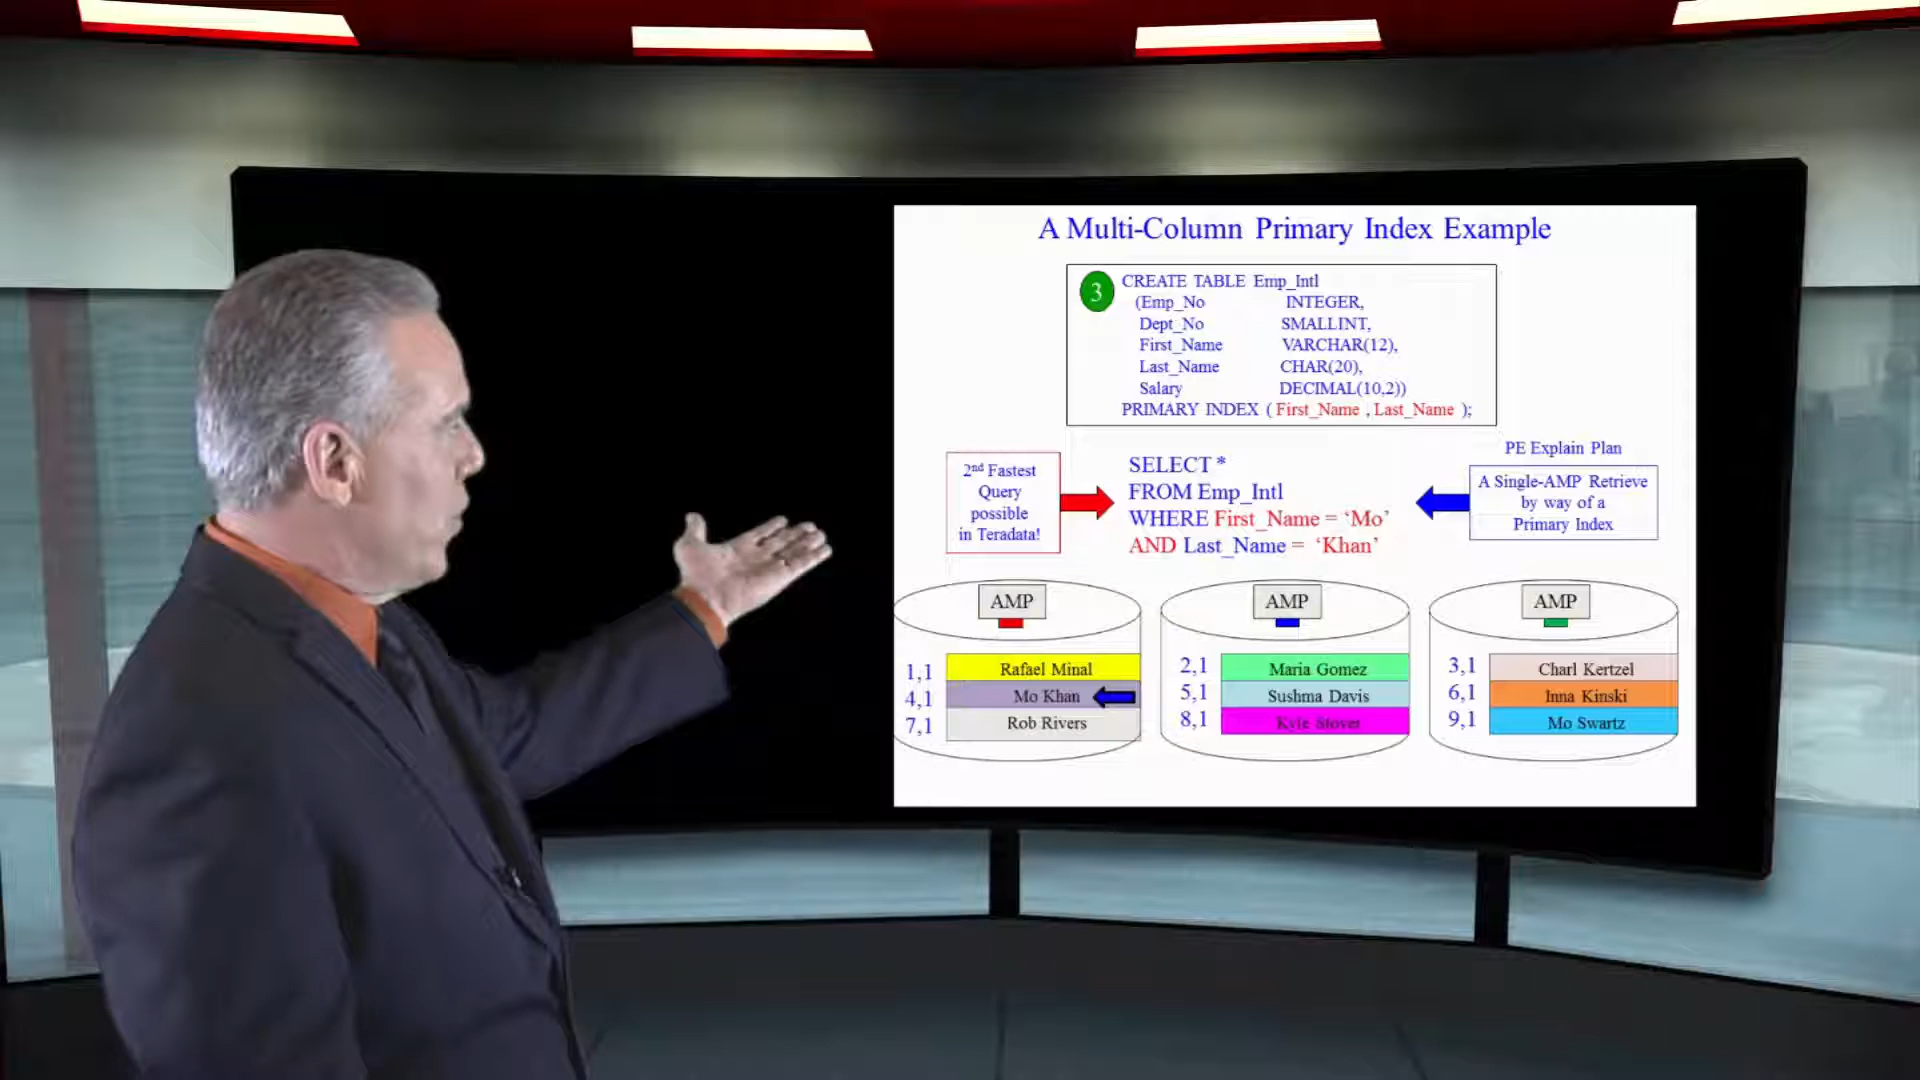 A Multi-Column Primary Index Example
3
CREATE TABLE Emp_Intl
(Emp_No INTEGER,
Dept_No SMALLINT,
First_Name VARCHAR(12),
Last_Name CHAR(20),
Salary DECIMAL(10,2))
PRIMARY INDEX ( First_Name , Last_Name );
2nd Fastest
Query
possible
in Teradata!
SELECT *
FROM Emp_Intl
WHERE First_Name = ‘Mo’
AND Last_Name = ‘Khan’
PE Explain Plan
A Single-AMP Retrieve
by way of a
Primary Index
AMP
1,1 Rafael Minal
4,1 Mo Khan
7,1 Rob Rivers
AMP
2,1 Maria Gomez
5,1 Sushma Davis
8,1 Kyle Stover
AMP
3,1 Charl Kertzel
6,1 Inna Kinski
9,1 Mo Swartz